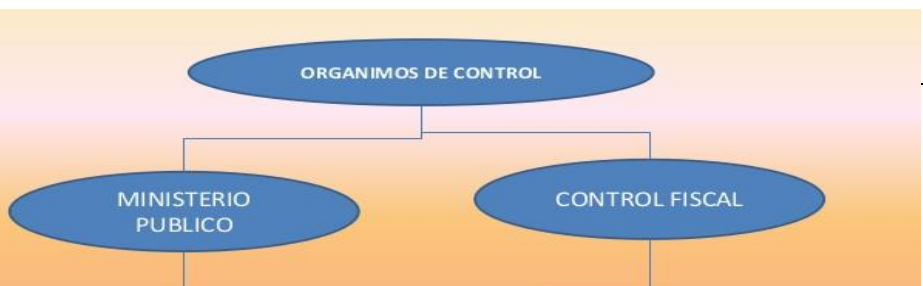 ORGANIMOS DE CONTROL
MINISTERIO
PUBLICO
CONTROL FISCAL